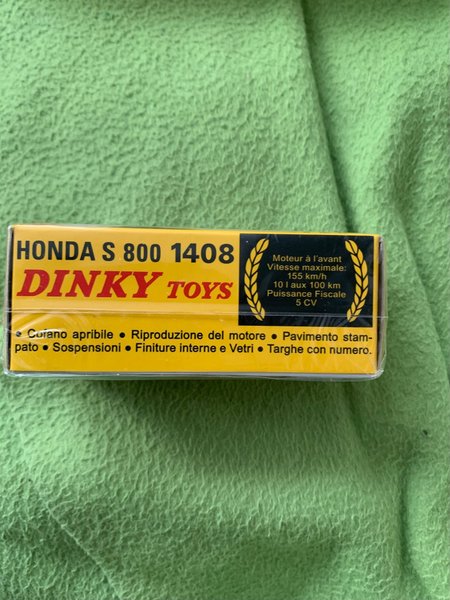 HONDA S 800 1408
DINKY TOYS
Moteur à l'avant
Vitesse maximale:
155 km/h
10 l aux 100 km
Puissance Fiscale
5 CV
• Cofano apribile • Riproduzione del motore • Pavimento stam-
pato • Sospensioni • Finiture interne e Vetri • Targhe con numero.